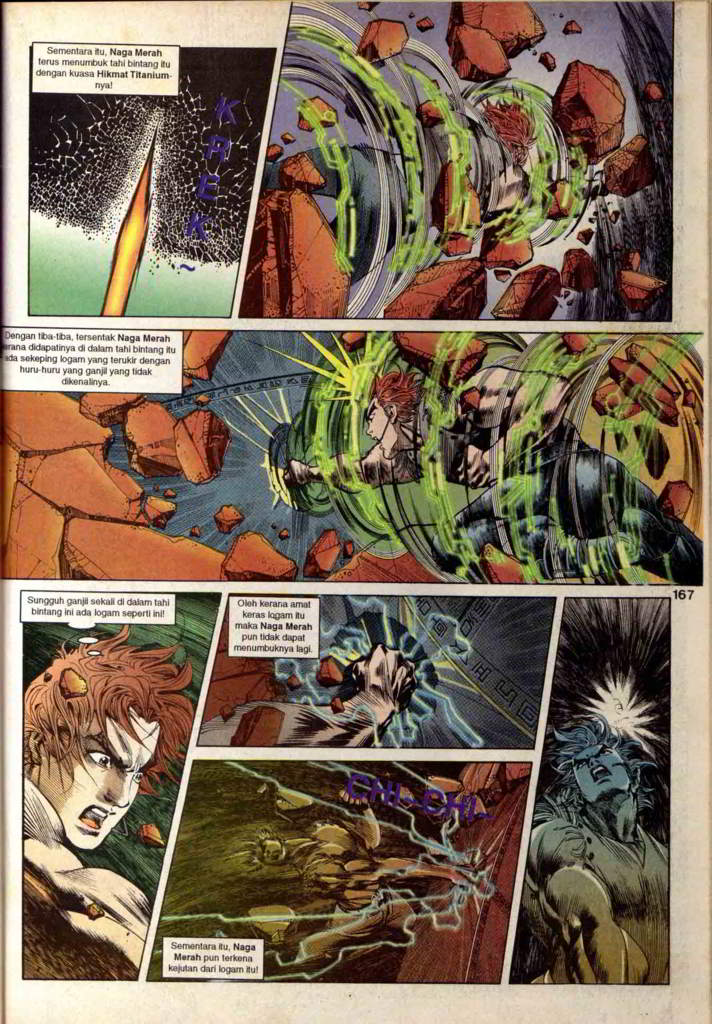 Sementara itu, Naga Merah
terus menumbuk tahi bintang itu
dengan kuasa Hikmat Titanium-
nya!
KREK~
Dengan tiba-tiba, tersentak Naga Merah
erana didapatinya di dalam tahi bintang itu
ada sekeping logam yang terukir dengan
huru-huru yang ganjil yang tidak
dikenalinya.
167
Sungguh ganjil sekali di dalam tahi
bintang ini ada logam seperti ini!
Oleh kerana amat
keras logam itu
maka Naga Merah
pun tidak dapat
menumbuknya lagi.
CHI~CHI~
Sementara itu, Naga
Merah pun terkena
kejutan dari logam itu!